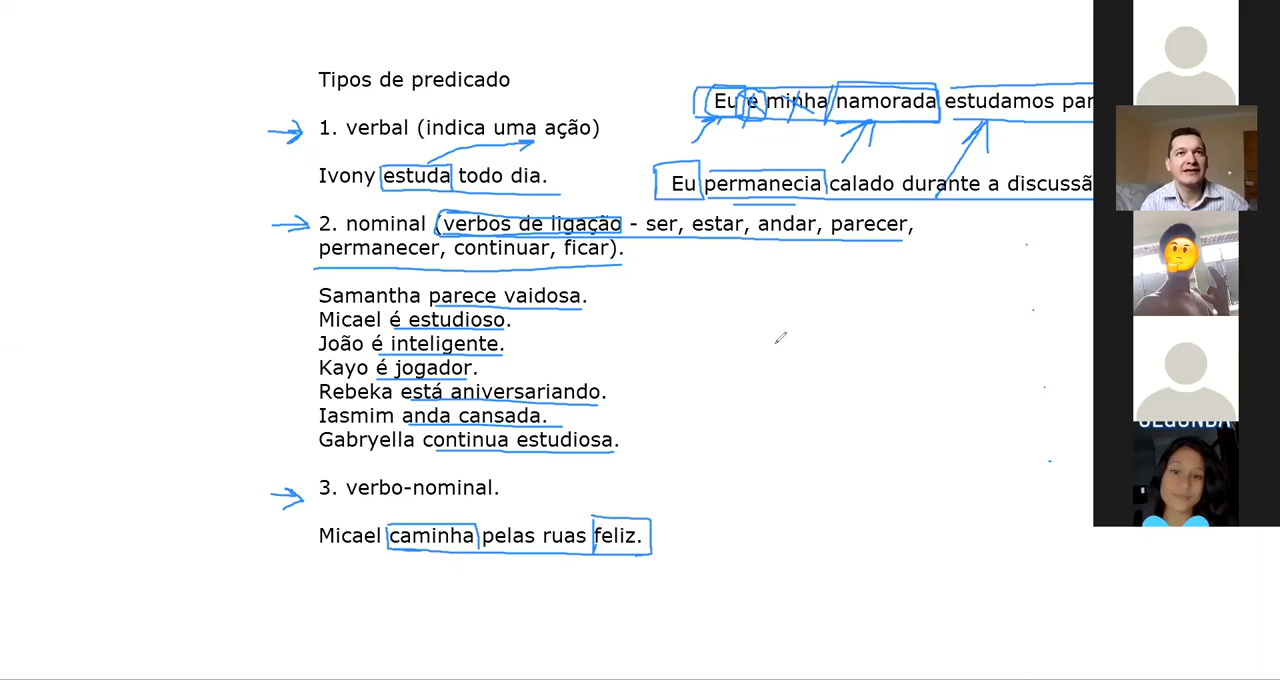 Tipos de predicado
1. verbal (indica uma ação)
Ivony estuda todo dia.
2. nominal (verbos de ligação - ser, estar, andar, parecer,
permanecer, continuar, ficar).
Samantha parece vaidosa.
Micael é estudioso.
João é inteligente.
Kayo é jogador.
Rebeka está aniversariando.
Iasmim anda cansada.
Gabryella continua estudiosa.
3. verbo-nominal.
Micael caminha pelas ruas feliz.
Eu e minha namorada estudamos par
Eu permanecia calado durante a discussã
SEGUNDA